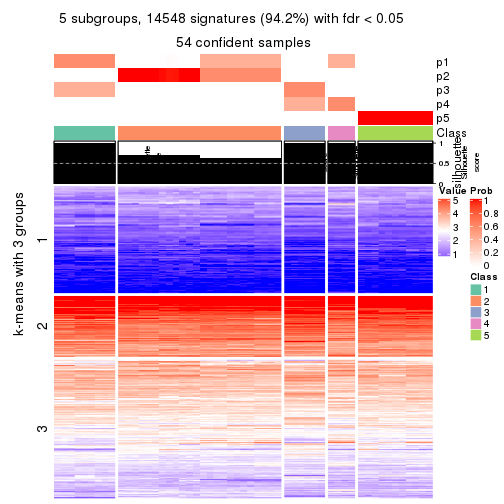 5 subgroups, 14548 signatures (94.2%) with fdr < 0.05
54 confident samples
p1
p2
p3
p4
p5
Class
1
0.5
0
silhouette
Silhouette
score
k-means with 3 groups
1
2
3
Value
5
4
3
2
1
Prob
1
0.8
0.6
0.4
0.2
0
Class
1
2
3
4
5